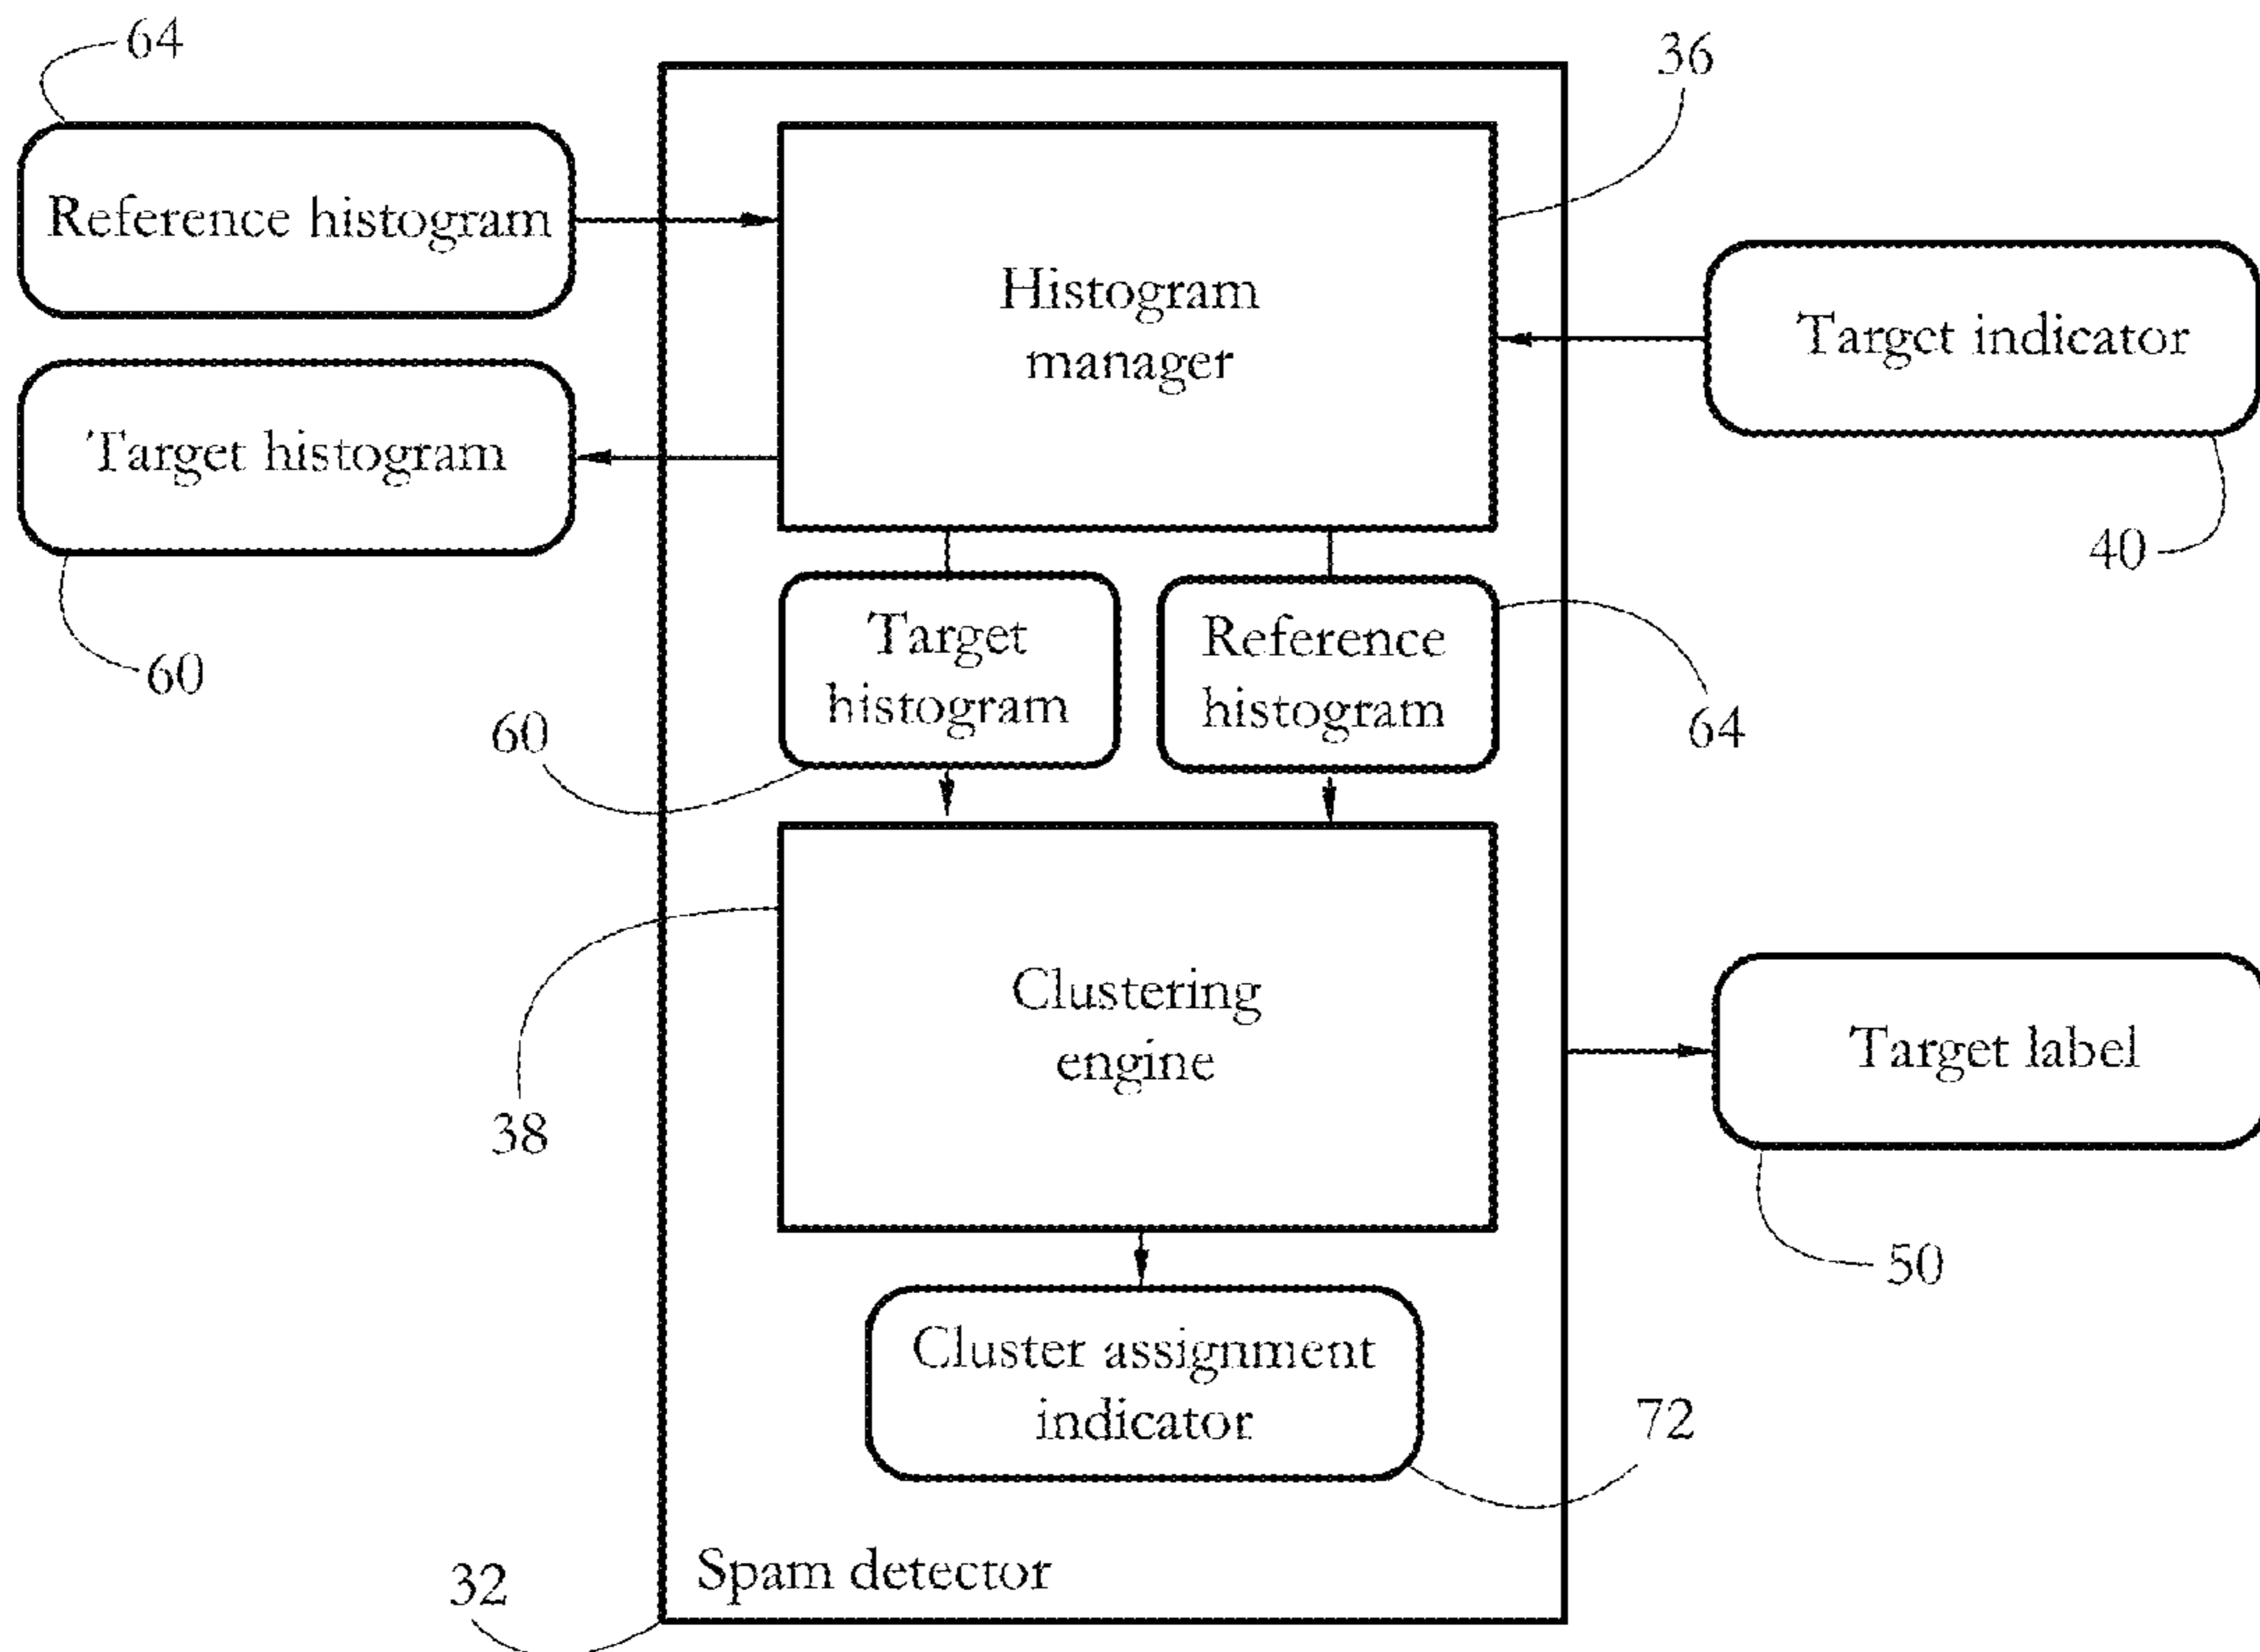 64
36
Reference histogram
Histogram
manager
Target indicator
Target histogram
40
60
Target
histogram
Reference
histogram
60
64
Clustering
engine
Target label
38
50
Cluster assignment
indicator
72
Spam detector
32